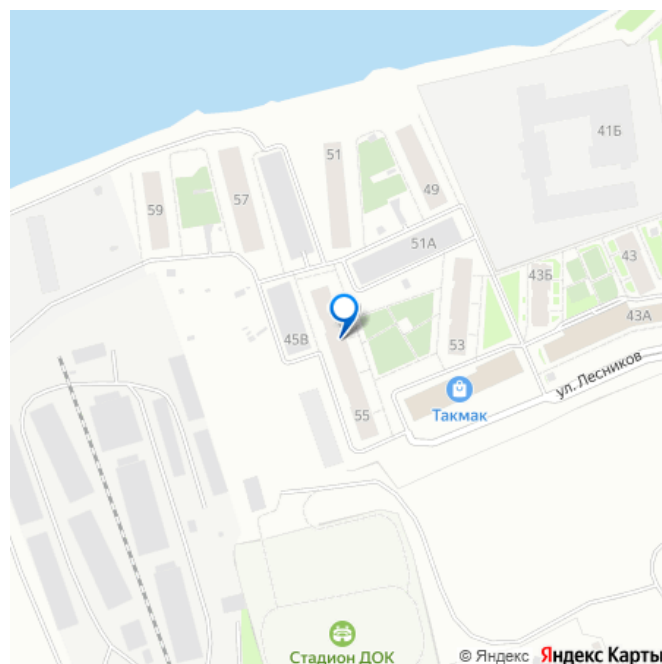 41Б
51
49
59
57
51А
43
43Б
43А
45В
53
ул. Лесников
Такмак
55
Стадион ДОК
© Яндекс Яндекс Карты